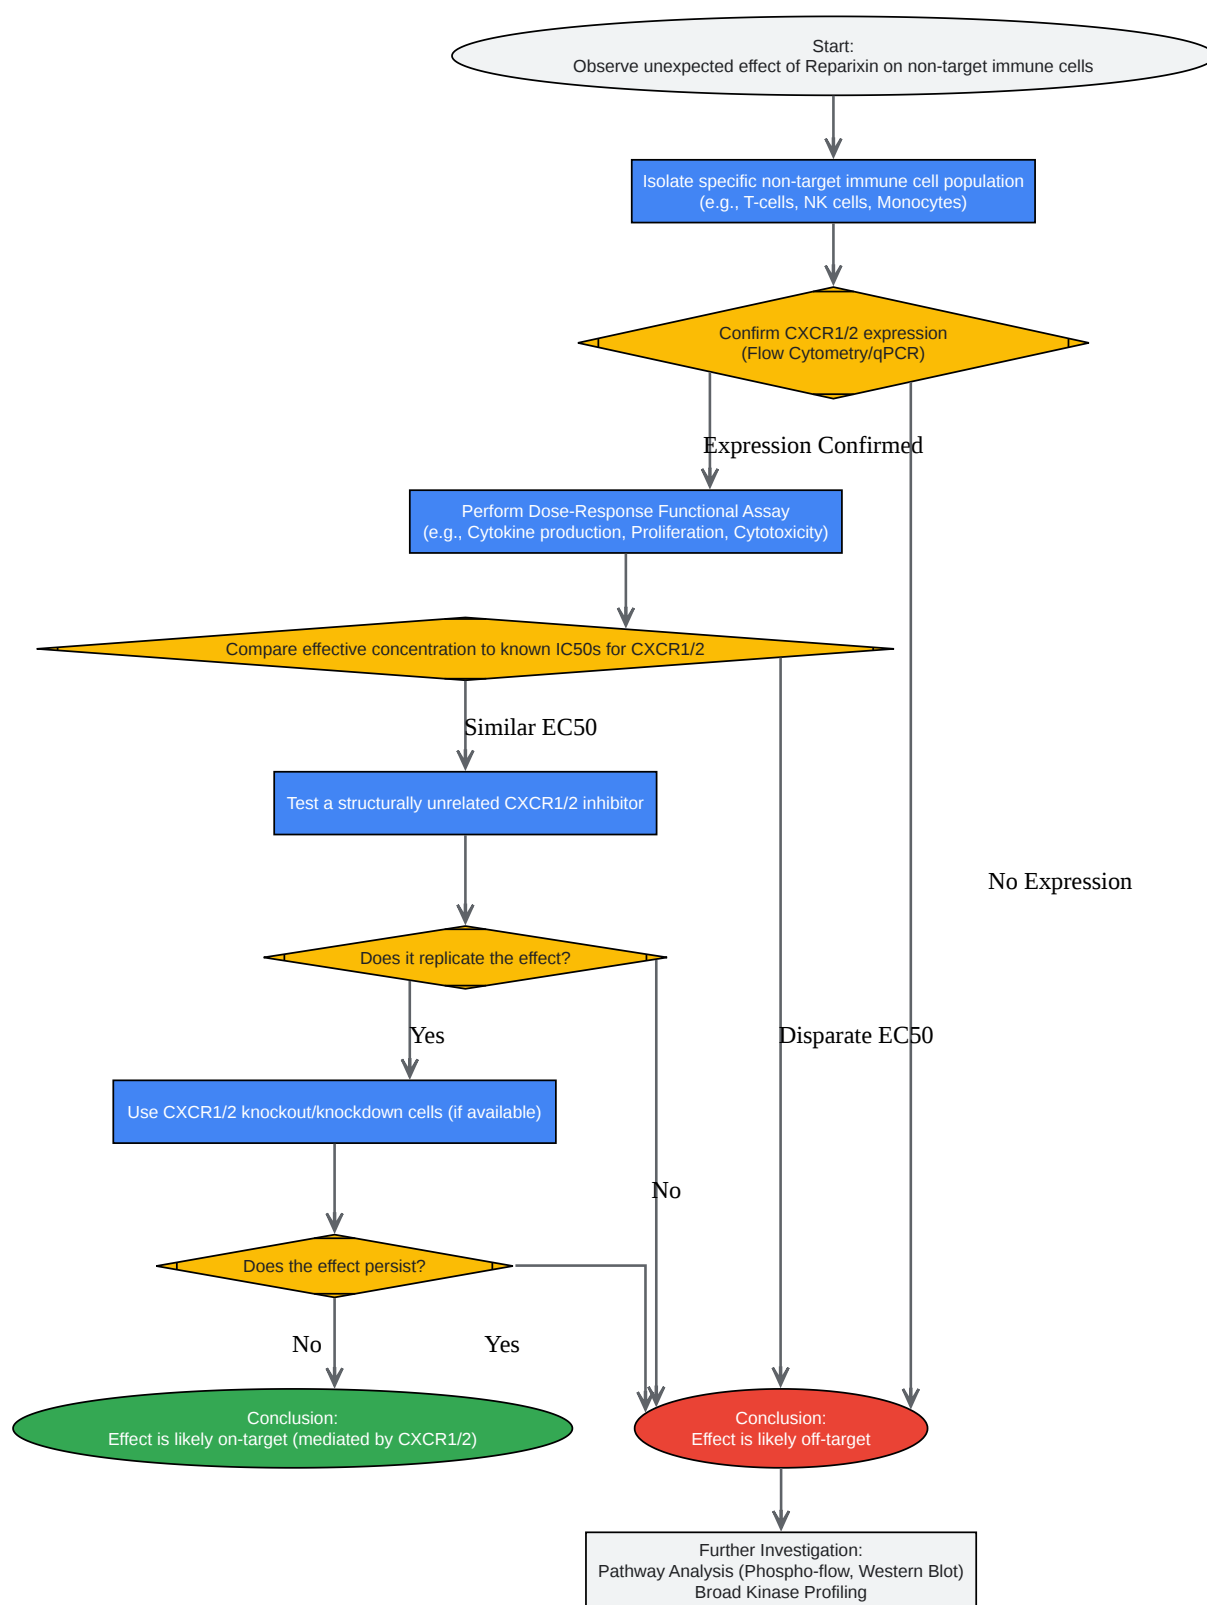 Start:
Observe unexpected effect of Reparixin on non-target immune cells
Isolate specific non-target immune cell population
(e.g., T-cells, NK cells, Monocytes)
Confirm CXCR1/2 expression
(Flow Cytometry/qPCR)
Expression Confirmed
Perform Dose-Response Functional Assay
(e.g., Cytokine production, Proliferation, Cytotoxicity)
Compare effective concentration to known IC50s for CXCR1/2
Similar EC50
Test a structurally unrelated CXCR1/2 inhibitor
No Expression
Does it replicate the effect?
Yes
Disparate EC50
Use CXCR1/2 knockout/knockdown cells (if available)
No
Does the effect persist?
No
Yes
Conclusion:
Effect is likely on-target (mediated by CXCR1/2)
Conclusion:
Effect is likely off-target
Further Investigation:
Pathway Analysis (Phospho-flow, Western Blot)
Broad Kinase Profiling